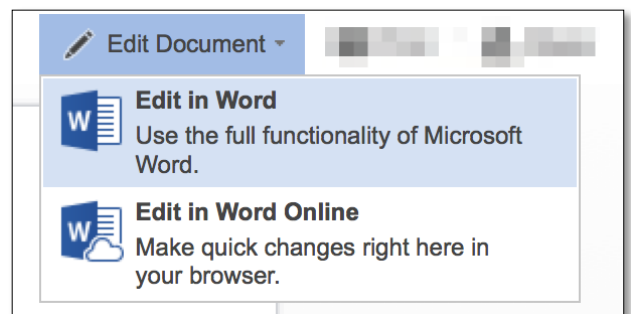 Edit Document
Edit in Word
Use the full functionality of Microsoft
Word.
Edit in Word Online
Make quick changes right here in
your browser.